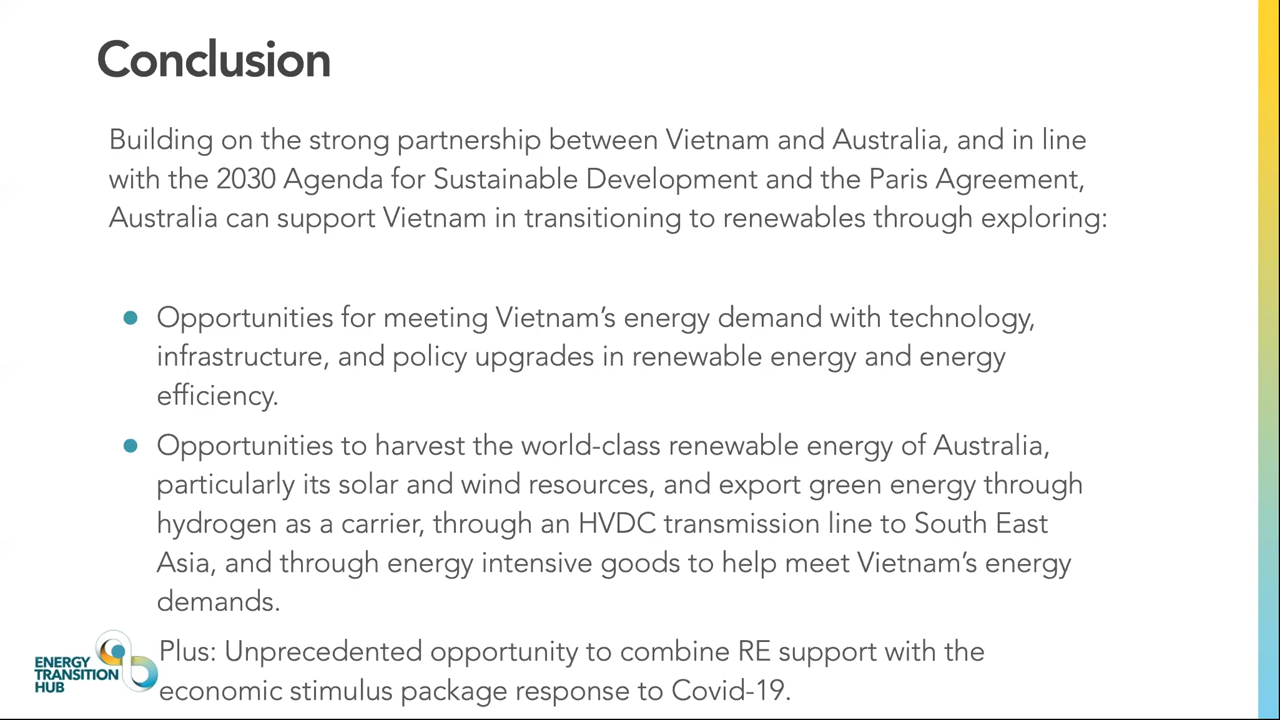 Conclusion
Building on the strong partnership between Vietnam and Australia, and in line
with the 2030 Agenda for Sustainable Development and the Paris Agreement,
Australia can support Vietnam in transitioning to renewables through exploring:
● Opportunities for meeting Vietnam’s energy demand with technology,
infrastructure, and policy upgrades in renewable energy and energy
efficiency.
● Opportunities to harvest the world-class renewable energy of Australia,
particularly its solar and wind resources, and export green energy through
hydrogen as a carrier, through an HVDC transmission line to South East
Asia, and through energy intensive goods to help meet Vietnam’s energy
demands.
Plus: Unprecedented opportunity to combine RE support with the
economic stimulus package response to Covid-19.
ENERGY
TRANSITION
HUB